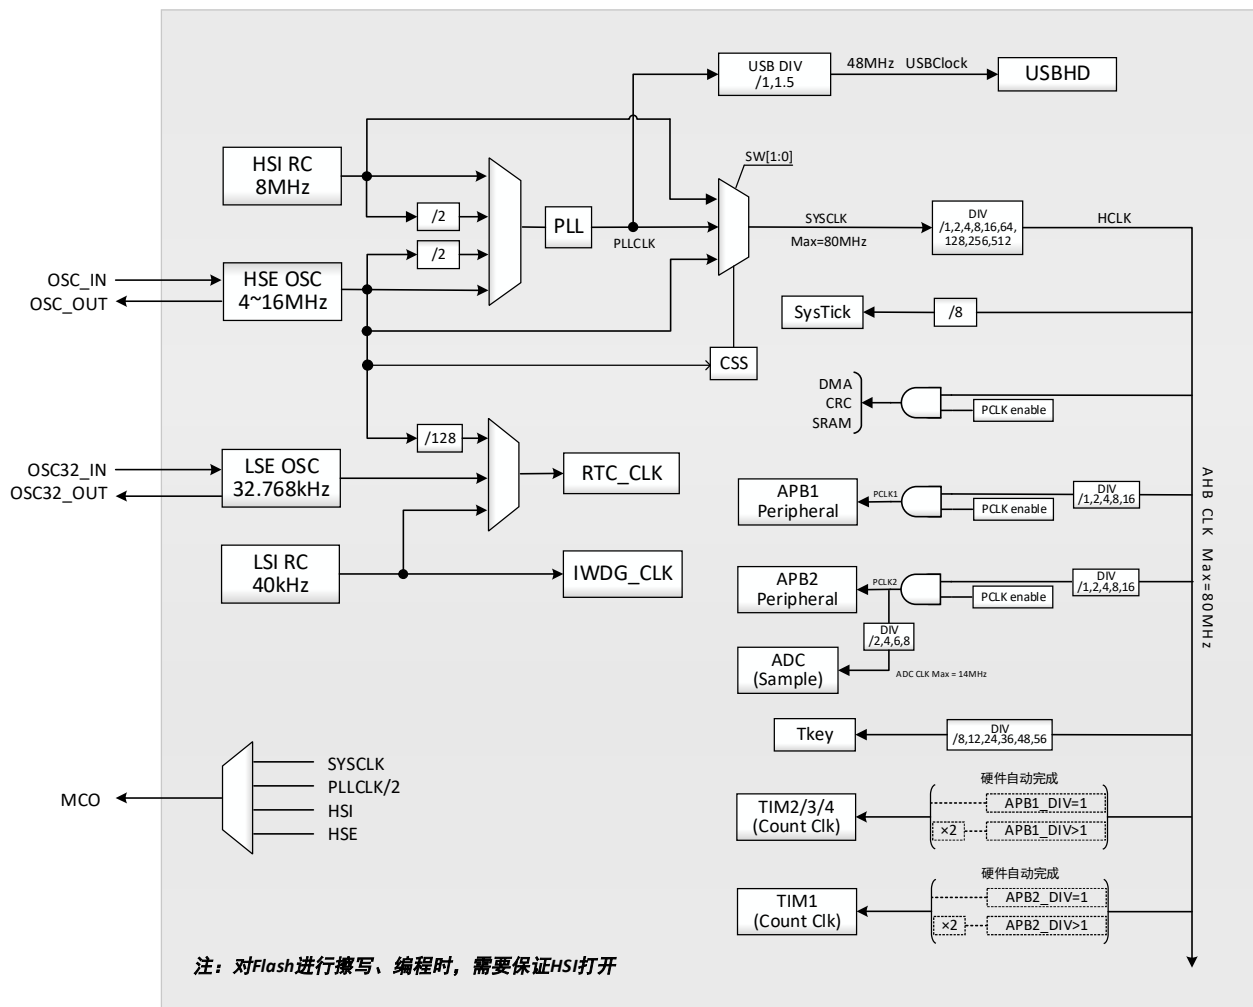 USB DIV
/1,1.5
48MHz USBClock
USBHD
HSI RC
8MHz
SW[1:0]
/2
PLL
PLLCLK
SYSCLK
Max=80MHz
DIV
/1,2,4,8,16,64,
128,256,512
HCLK
/2
OSC_IN
OSC_OUT
HSE OSC
4~16MHz
SysTick
/8
CSS
DMA
CRC
SRAM
PCLK enable
/128
OSC32_IN
OSC32_OUT
LSE OSC
32.768kHz
RTC_CLK
AHB CLK Max=80MHz
APB1
Peripheral
PCLK1
PCLK enable
DIV
/1,2,4,8,16
LSI RC
40kHz
IWDG_CLK
APB2
Peripheral
PCLK2
PCLK enable
DIV
/1,2,4,8,16
DIV
/2,4,6,8
ADC
(Sample)
ADC CLK Max = 14MHz
Tkey
DIV
/8,12,24,36,48,56
MCO
SYSCLK
PLLCLK/2
HSI
HSE
硬件自动完成
TIM2/3/4
(Count Clk)
APB1_DIV=1
×2 APB1_DIV>1
硬件自动完成
TIM1
(Count Clk)
APB2_DIV=1
×2 APB2_DIV>1
注：对Flash进行擦写、编程时，需要保证HSI打开